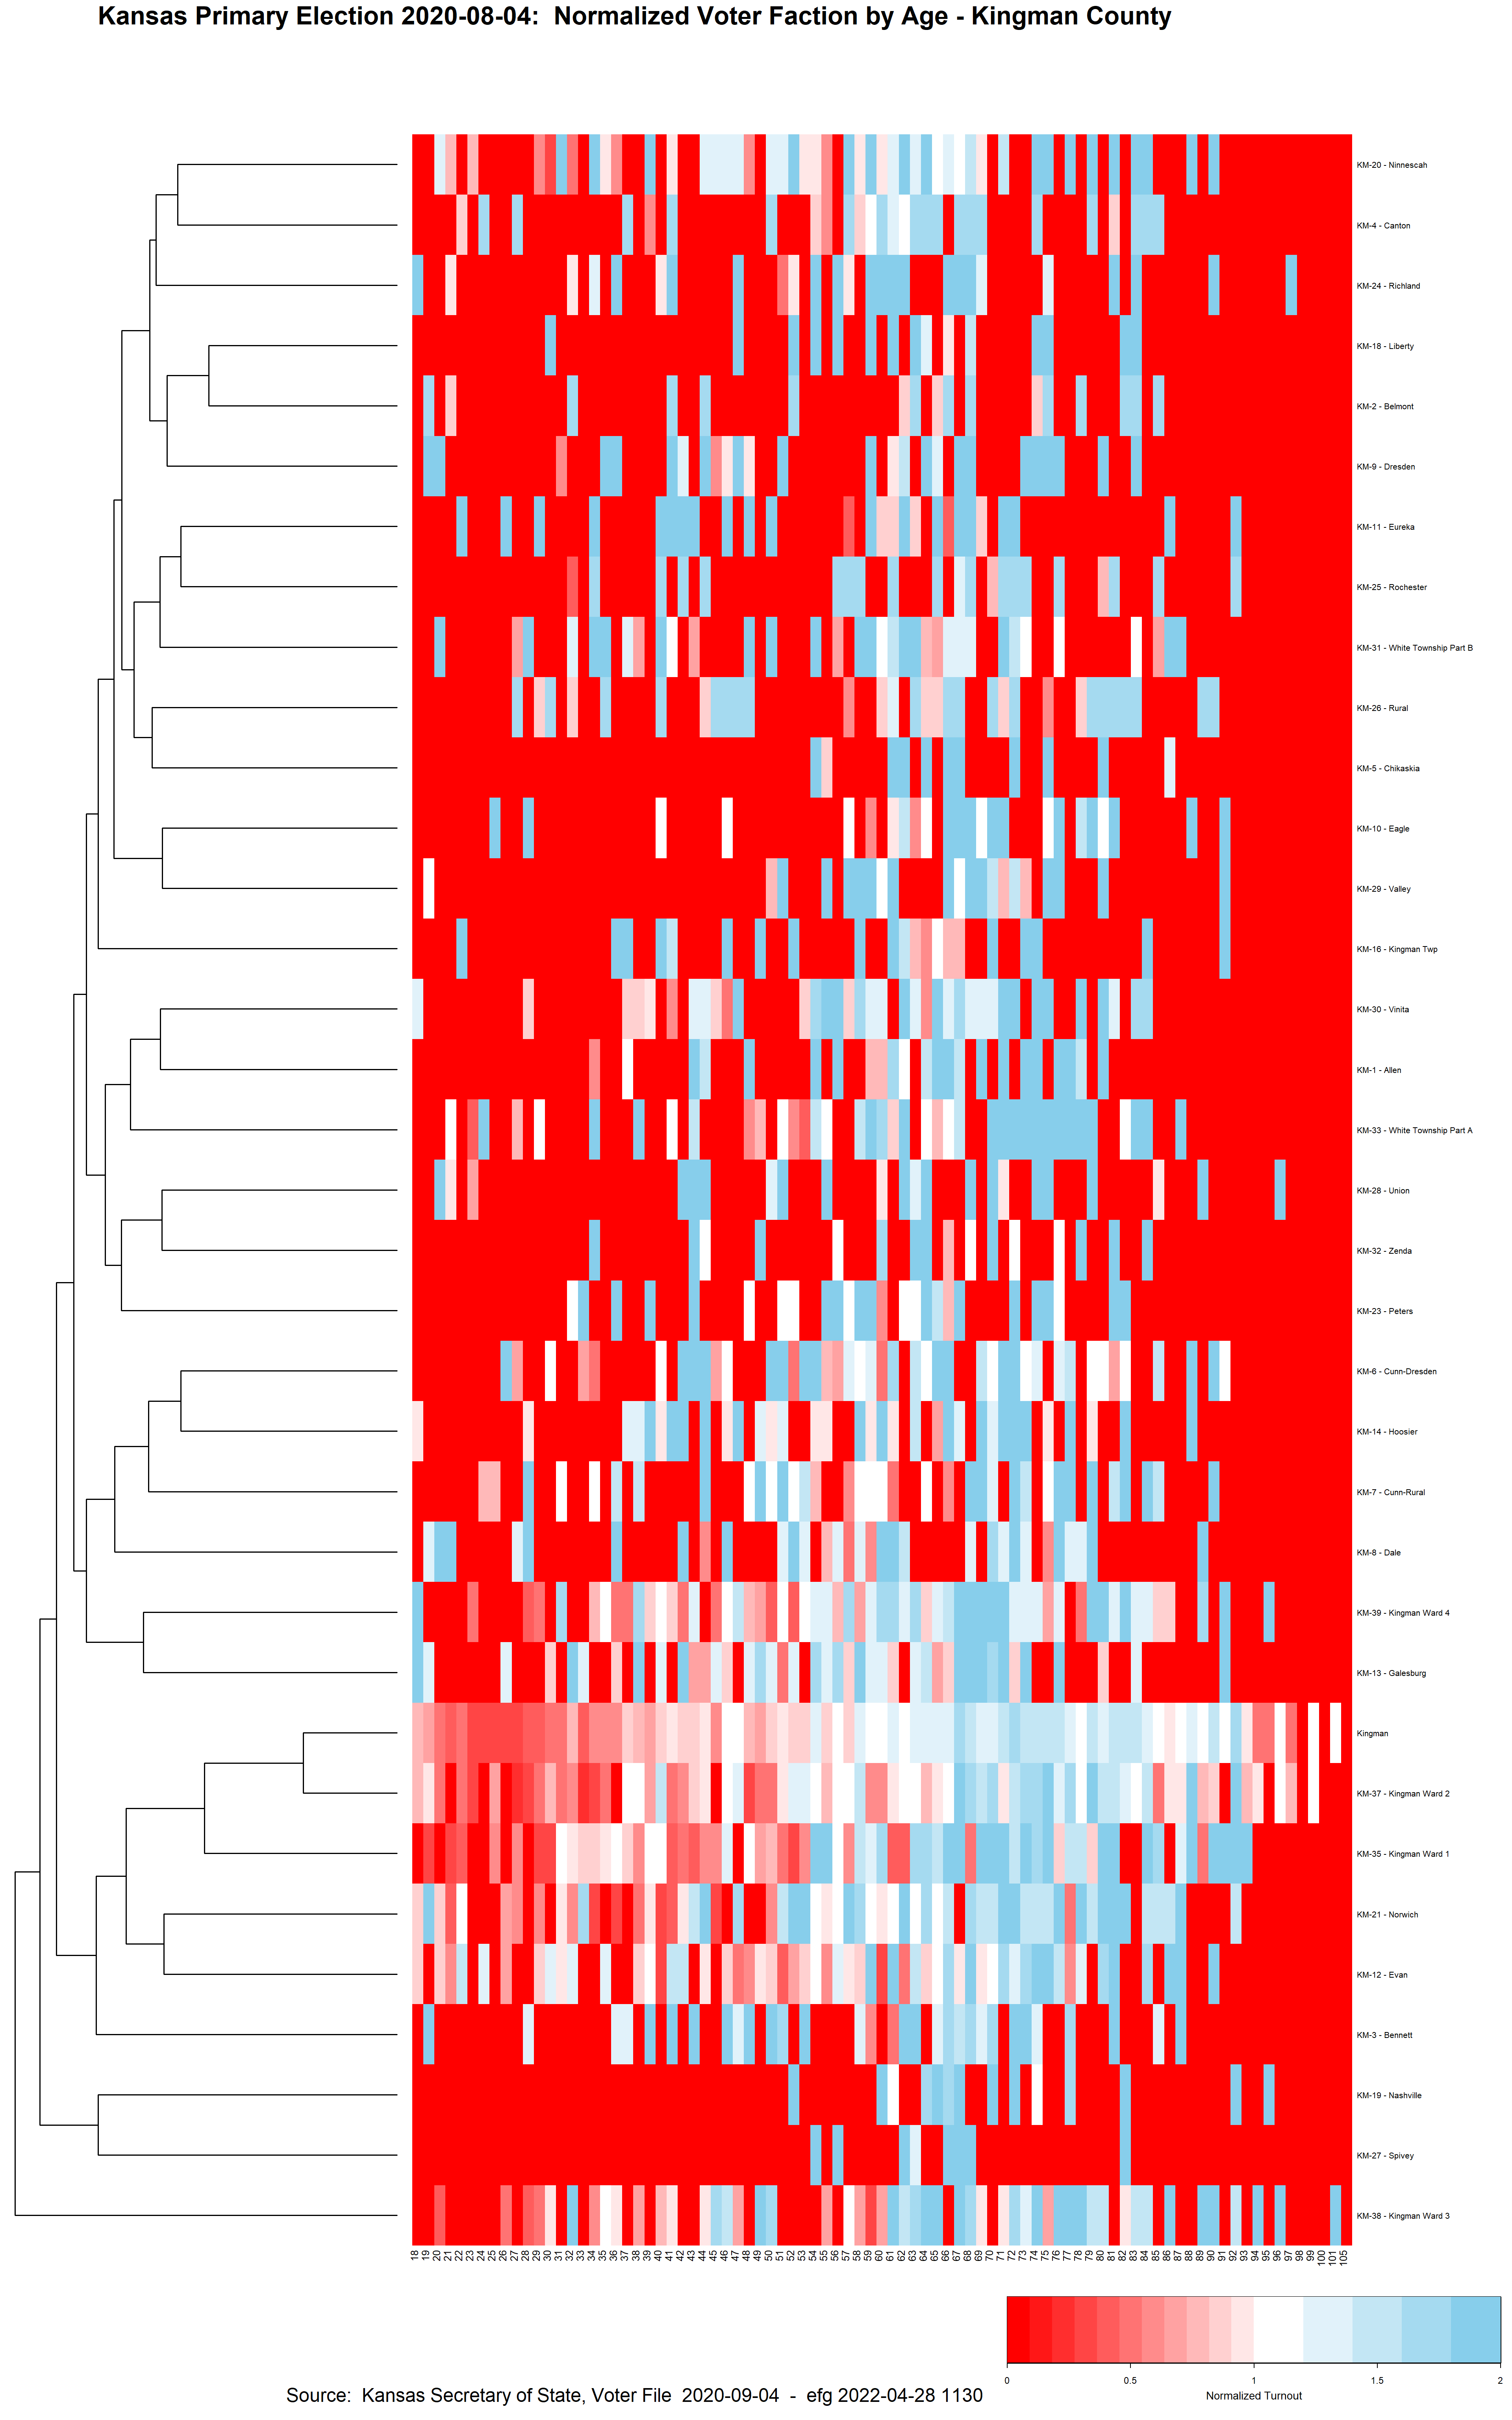 Kansas Primary Election 2020-08-04:  Normalized Voter Faction by Age - Kingman County
KM-20 - Ninnescah
KM-4 - Canton
KM-24 - Richland
KM-18 - Liberty
KM-2 - Belmont
KM-9 - Dresden
KM-11 - Eureka
KM-25 - Rochester
KM-31 - White Township Part B
KM-26 - Rural
KM-5 - Chikaskia
KM-10 - Eagle
KM-29 - Valley
KM-16 - Kingman Twp
KM-30 - Vinita
KM-1 - Allen
KM-33 - White Township Part A
KM-28 - Union
KM-32 - Zenda
KM-23 - Peters
KM-6 - Cunn-Dresden
KM-14 - Hoosier
KM-7 - Cunn-Rural
KM-8 - Dale
KM-39 - Kingman Ward 4
KM-13 - Galesburg
Kingman
KM-37 - Kingman Ward 2
KM-35 - Kingman Ward 1
KM-21 - Norwich
KM-12 - Evan
KM-3 - Bennett
KM-19 - Nashville
KM-27 - Spivey
KM-38 - Kingman Ward 3
18 19 20 21 22 23 24 25 26 27 28 29 30 31 32 33 34 35 36 37 38 39 40 41 42 43 44 45 46 47 48 49 50 51 52 53 54 55 56 57 58 59 60 61 62 63 64 65 66 67 68 69 70 71 72 73 74 75 76 77 78 79 80 81 82 83 84 85 86 87 88 89 90 91 92 93 94 95 96 97 98 99 100 101 105
0 0.5 1 1.5 2
Normalized Turnout
Source:  Kansas Secretary of State, Voter File  2020-09-04  -  efg 2022-04-28 1130